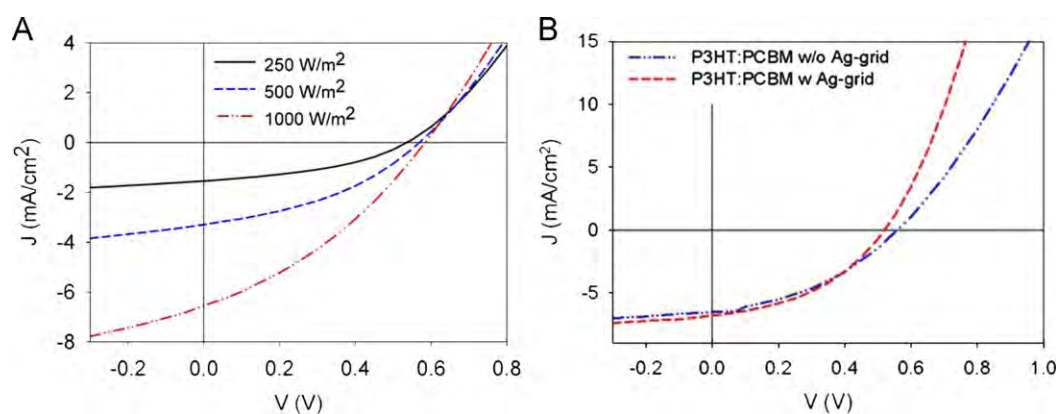 A
4
2
0
-2
-4
-6
-8
J (mA/cm²)
250 W/m²
500 W/m²
1000 W/m²
-0.2 0.0 0.2 0.4 0.6 0.8
V (V)
B
15
10
5
0
-5
J (mA/cm²)
P3HT:PCBM w/o Ag-grid
P3HT:PCBM w Ag-grid
-0.2 0.0 0.2 0.4 0.6 0.8 1.0
V (V)